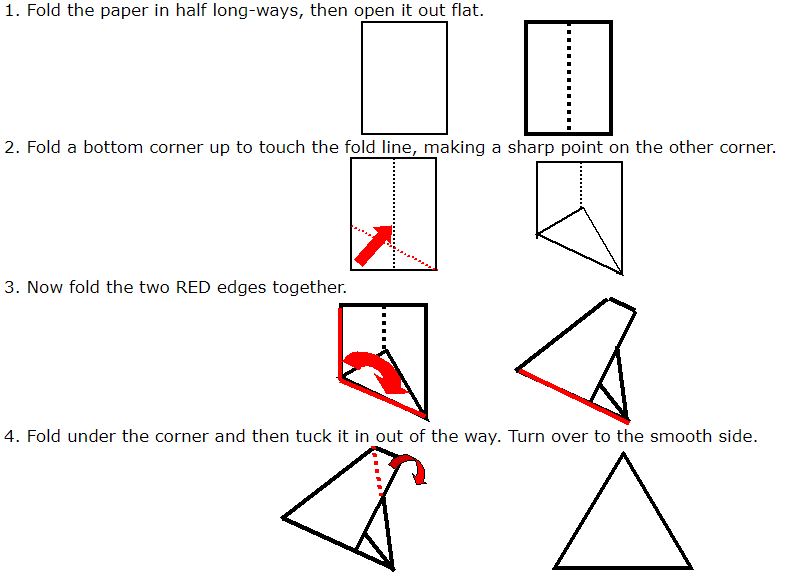 1. Fold the paper in half long-ways, then open it out flat.
2. Fold a bottom corner up to touch the fold line, making a sharp point on the other corner.
3. Now fold the two RED edges together.
4. Fold under the corner and then tuck it in out of the way. Turn over to the smooth side.